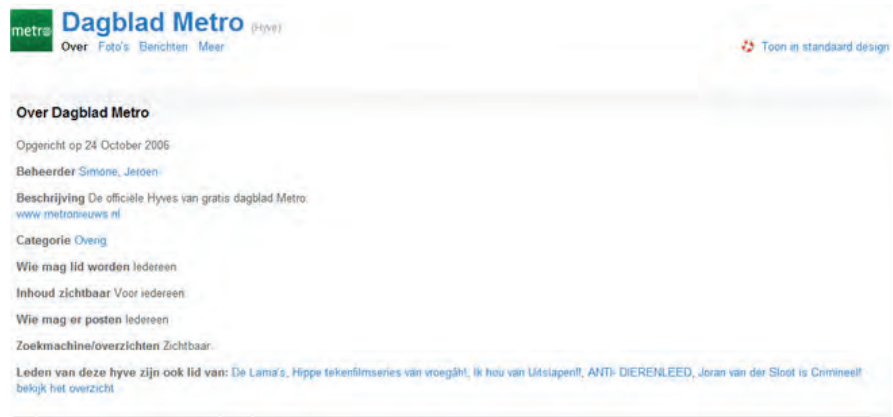 metro
Dagblad Metro (Hyve)
Over Foto's Berichten Meer
Toon in standaard design
Over Dagblad Metro
Opgericht op 24 October 2006
Beheerder Simone, Jeroen
Beschrijving De officiële Hyves van gratis dagblad Metro.
www.metronieuws.nl
Categorie Overig
Wie mag lid worden Iedereen
Inhoud zichtbaar Voor iedereen
Wie mag er posten Iedereen
Zoekmachine/overzichten Zichtbaar.
Leden van deze hyve zijn ook lid van: De Lama's, Hippe tekenfilmseries van vroegâh!, Ik hou van Uitslapen!!, ANTI- DIERENLEED, Joran van der Sloot is Crimineel!
bekijk het overzicht